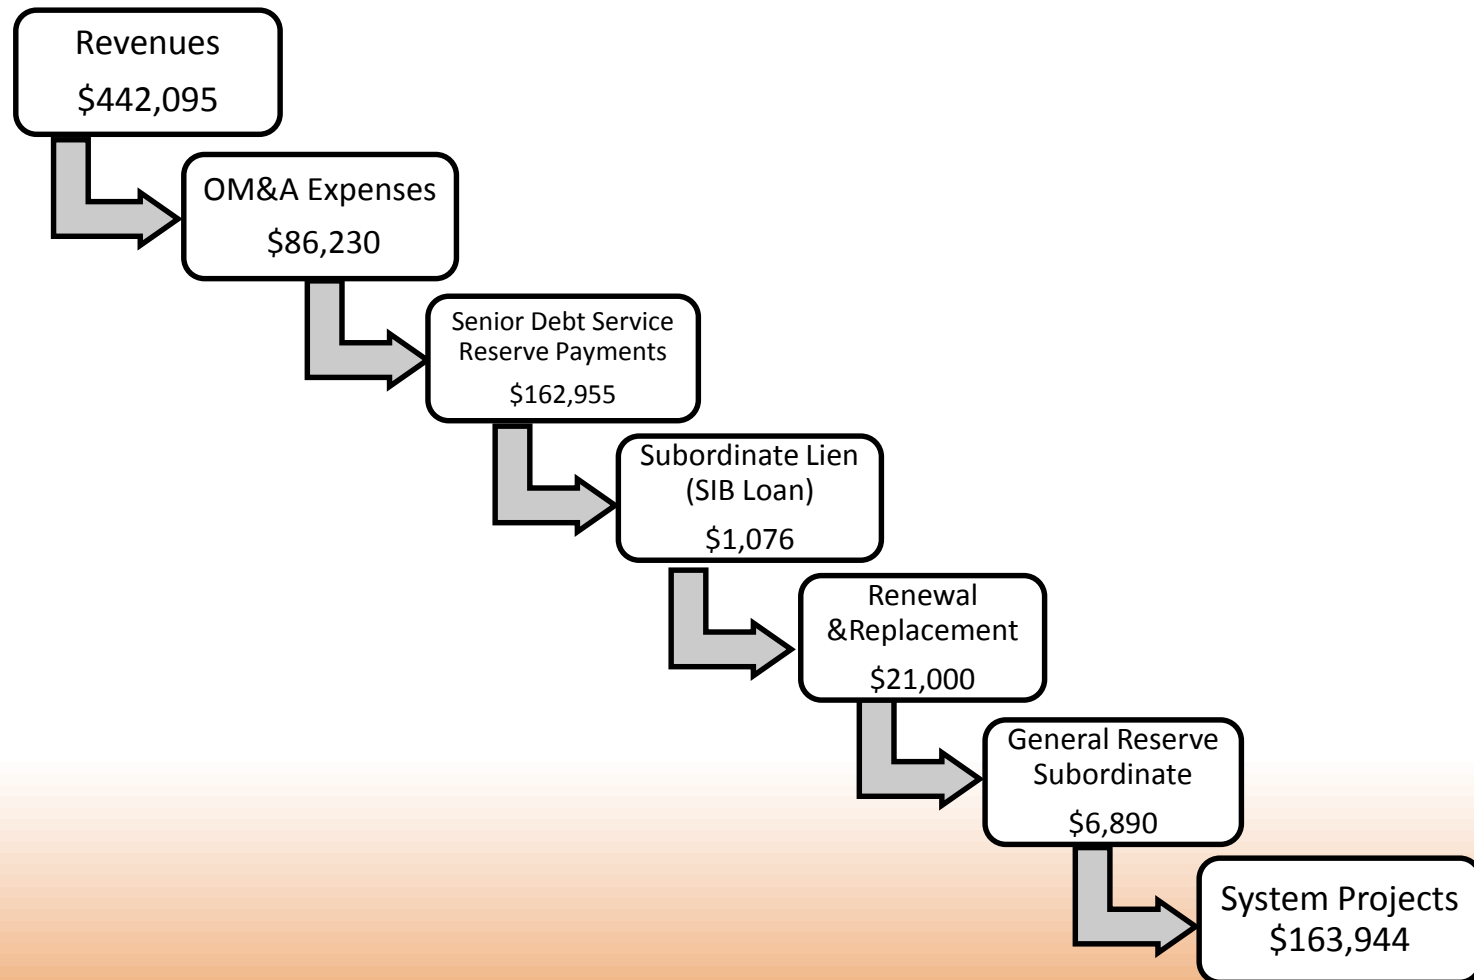 Revenues
$442,095
OM&A Expenses
$86,230
Senior Debt Service
Reserve Payments
$162,955
Subordinate Lien
(SIB Loan)
$1,076
Renewal
&Replacement
$21,000
General Reserve
Subordinate
$6,890
System Projects
$163,944